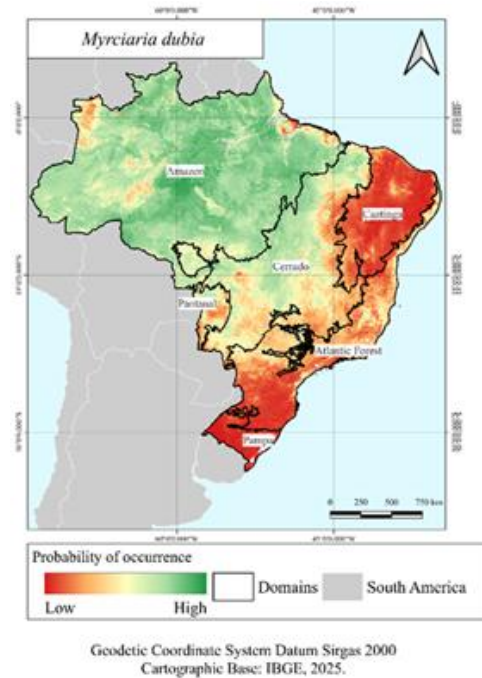 Myrciaria dubia
Amazon
Caatinga
Cerrado
Pantanal
Atlantic Forest
Pampa
0 250 500 750 km
Probability of occurrence
Low
High
Domains
South America
Geodetic Coordinate System Datum Sirgas 2000
Cartographic Base: IBGE, 2025.